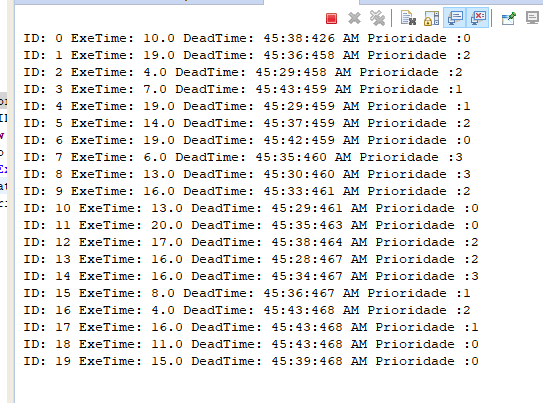 ID: 0 ExeTime: 10.0 DeadTime: 45:38:426 AM Prioridade :0
ID: 1 ExeTime: 19.0 DeadTime: 45:36:458 AM Prioridade :2
ID: 2 ExeTime: 4.0 DeadTime: 45:29:458 AM Prioridade :2
ID: 3 ExeTime: 7.0 DeadTime: 45:43:459 AM Prioridade :1
ID: 4 ExeTime: 19.0 DeadTime: 45:29:459 AM Prioridade :1
ID: 5 ExeTime: 14.0 DeadTime: 45:37:459 AM Prioridade :2
ID: 6 ExeTime: 19.0 DeadTime: 45:42:459 AM Prioridade :0
ID: 7 ExeTime: 6.0 DeadTime: 45:35:460 AM Prioridade :3
ID: 8 ExeTime: 13.0 DeadTime: 45:30:460 AM Prioridade :3
ID: 9 ExeTime: 16.0 DeadTime: 45:33:461 AM Prioridade :2
ID: 10 ExeTime: 13.0 DeadTime: 45:29:461 AM Prioridade :0
ID: 11 ExeTime: 20.0 DeadTime: 45:35:463 AM Prioridade :0
ID: 12 ExeTime: 17.0 DeadTime: 45:38:464 AM Prioridade :2
ID: 13 ExeTime: 16.0 DeadTime: 45:28:467 AM Prioridade :2
ID: 14 ExeTime: 16.0 DeadTime: 45:34:467 AM Prioridade :3
ID: 15 ExeTime: 8.0 DeadTime: 45:36:467 AM Prioridade :1
ID: 16 ExeTime: 4.0 DeadTime: 45:43:468 AM Prioridade :2
ID: 17 ExeTime: 16.0 DeadTime: 45:43:468 AM Prioridade :1
ID: 18 ExeTime: 11.0 DeadTime: 45:43:468 AM Prioridade :0
ID: 19 ExeTime: 15.0 DeadTime: 45:39:468 AM Prioridade :0